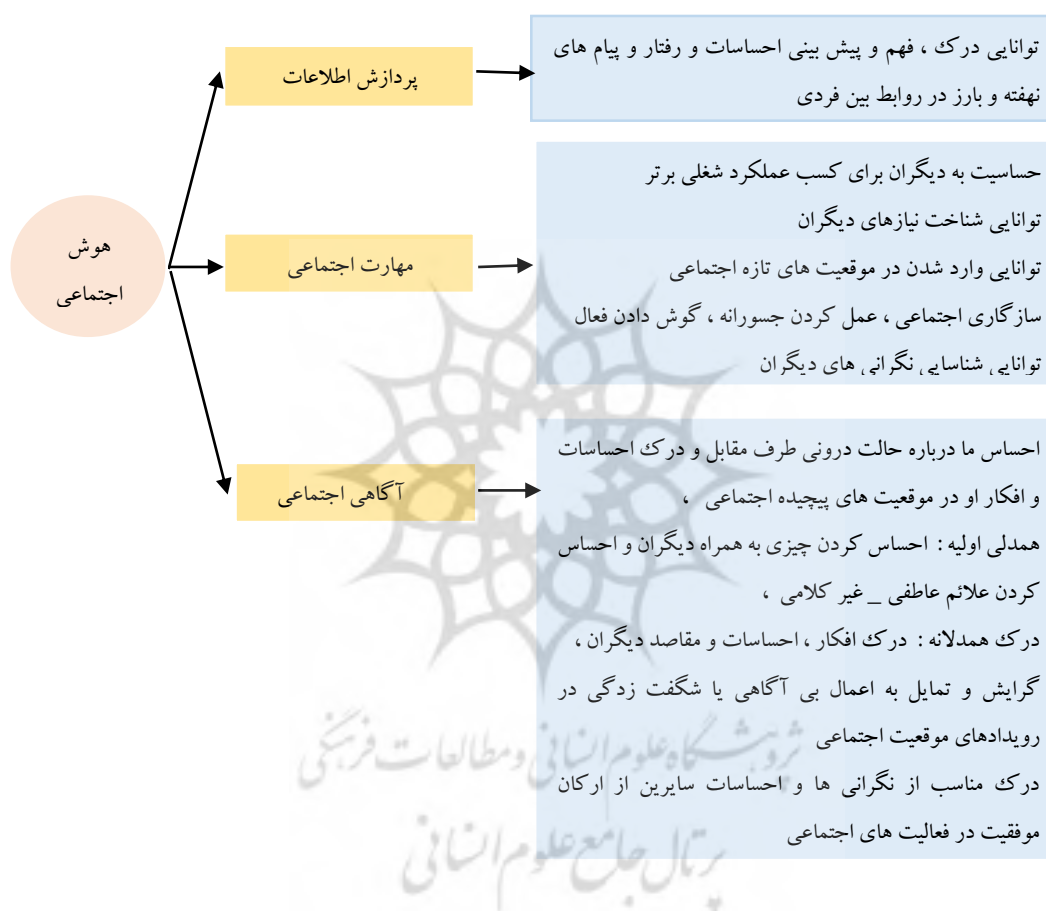 هوش
اجتماعی
پردازش اطلاعات
توانایی درک ، فهم و پیش بینی احساسات و رفتار و پیام های
نهفته و بارز در روابط بین فردی
مهارت اجتماعی
حساسیت به دیگران برای کسب عملکرد شغلی برتر
توانایی شناخت نیازهای دیگران
توانایی وارد شدن در موقعیت های تازه اجتماعی
سازگاری اجتماعی ، عمل کردن جسورانه ، گوش دادن فعال
توانایی شناسایی نگرانی های دیگران
آگاهی اجتماعی
احساس ما درباره حالت درونی طرف مقابل و درک احساسات
و افکار او در موقعیت های پیچیده اجتماعی ،
همدلی اولیه : احساس کردن چیزی به همراه دیگران و احساس
کردن علائم عاطفی _ غیر کلامی ،
درک همدلانه : درک افکار ، احساسات و مقاصد دیگران ،
گرایش و تمایل به اعمال بی آگاهی یا شگفت زدگی در
رویدادهای موقعیت اجتماعی
درک مناسب از نگرانی ها و احساسات سایرین از ارکان
موفقیت در فعالیت های اجتماعی
پژوهشگاه علوم انسانی و مطالعات فرهنگی
پرتال جامع علوم انسانی